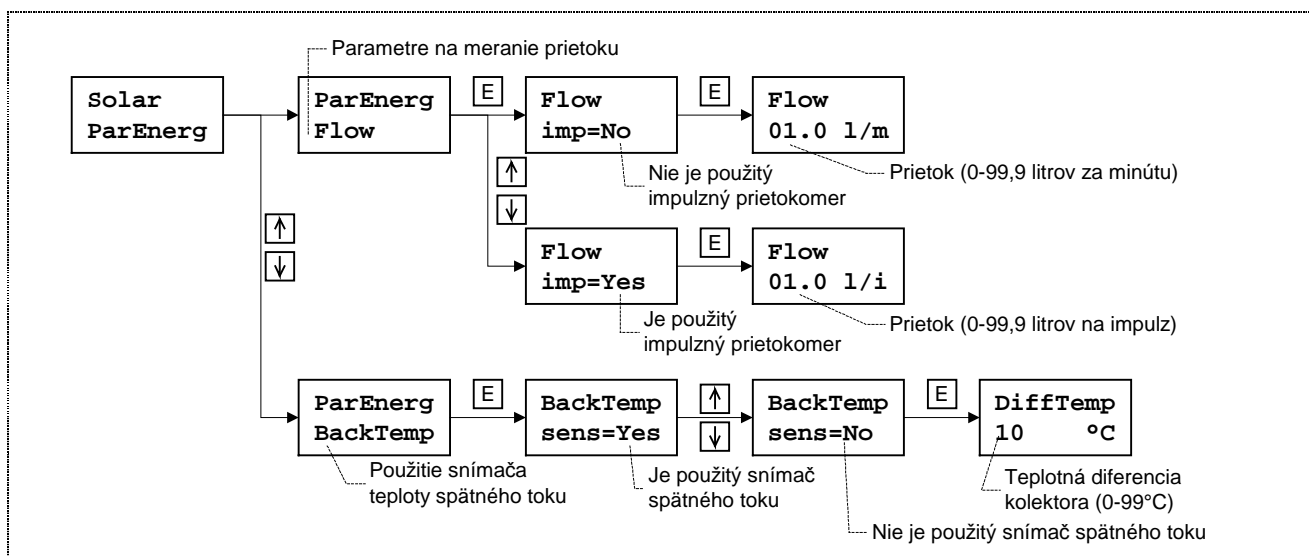 Parametre na meranie prietoku
Solar
ParEnerg
ParEnerg
Flow
E
Flow
imp=No
E
Flow
01.0 l/m
Nie je použitý
impulzný prietokomer
Prietok (0-99,9 litrov za minútu)
↑
↓
↑
↓
Flow
imp=Yes
E
Flow
01.0 l/i
Je použitý
impulzný prietokomer
Prietok (0-99,9 litrov na impulz)
ParEnerg
BackTemp
E
BackTemp
sens=Yes
↑
↓
BackTemp
sens=No
E
DiffTemp
10 ºC
Použitie snímača
teploty spätného toku
Je použitý snímač
spätného toku
Teplotná diferencia
kolektora (0-99°C)
Nie je použitý snímač spätného toku